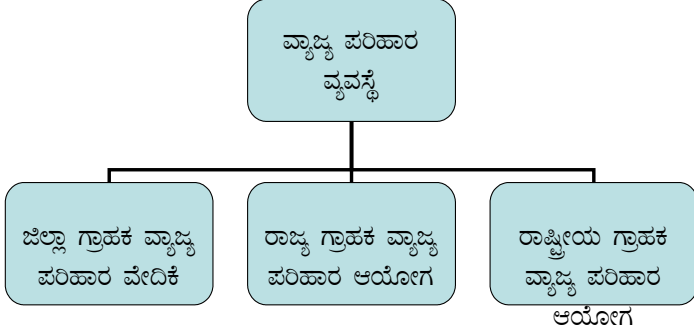 ವ್ಯಾಜ್ಯ ಪರಿಹಾರ
ವ್ಯವಸ್ಥೆ
ಜಿಲ್ಲಾ ಗ್ರಾಹಕ ವ್ಯಾಜ್ಯ
ಪರಿಹಾರ ವೇದಿಕೆ
ರಾಜ್ಯ ಗ್ರಾಹಕ ವ್ಯಾಜ್ಯ
ಪರಿಹಾರ ಆಯೋಗ
ರಾಷ್ಟ್ರೀಯ ಗ್ರಾಹಕ
ವ್ಯಾಜ್ಯ ಪರಿಹಾರ
ಆಯೋಗ